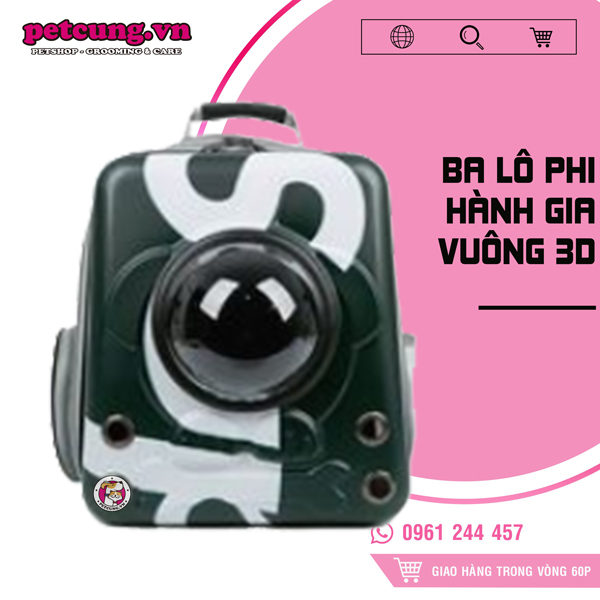 petcung.vn
PETSHOP - GROOMING & CARE
BA LÔ PHI
HÀNH GIA
VUÔNG 3D
0961 244 457
GIAO HÀNG TRONG VÒNG 60P